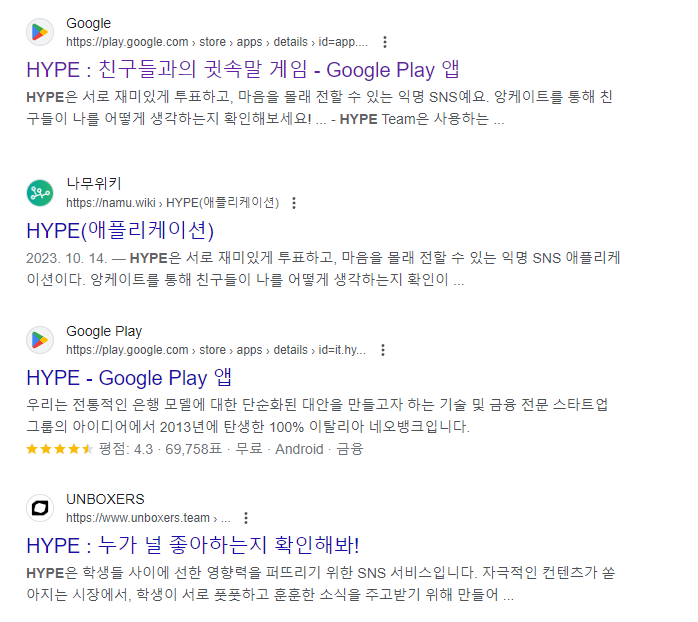 Google
https://play.google.com › store › apps › details › id=app....
HYPE : 친구들과의 귓속말 게임 - Google Play 앱
HYPE은 서로 재미있게 투표하고, 마음을 몰래 전할 수 있는 익명 SNS예요. 앙케이트를 통해 친
구들이 나를 어떻게 생각하는지 확인해보세요! ... - HYPE Team은 사용하는 ...
나무위키
https://namu.wiki › HYPE(애플리케이션)
HYPE(애플리케이션)
2023. 10. 14. — HYPE은 서로 재미있게 투표하고, 마음을 몰래 전할 수 있는 익명 SNS 애플리케
이션이다. 앙케이트를 통해 친구들이 나를 어떻게 생각하는지 확인이 ...
Google Play
https://play.google.com › store › apps › details › id=it.hy...
HYPE - Google Play 앱
우리는 전통적인 은행 모델에 대한 단순화된 대안을 만들고자 하는 기술 및 금융 전문 스타트업
그룹의 아이디어에서 2013년에 탄생한 100% 이탈리아 네오뱅크입니다.
평점: 4.3 · 69,758표 · 무료 · Android · 금융
UNBOXERS
https://www.unboxers.team › ...
HYPE : 누가 널 좋아하는지 확인해봐!
HYPE은 학생들 사이에 선한 영향력을 퍼뜨리기 위한 SNS 서비스입니다. 자극적인 컨텐츠가 쏟
아지는 시장에서, 학생이 서로 풋풋하고 훈훈한 소식을 주고받기 위해 만들어 ...